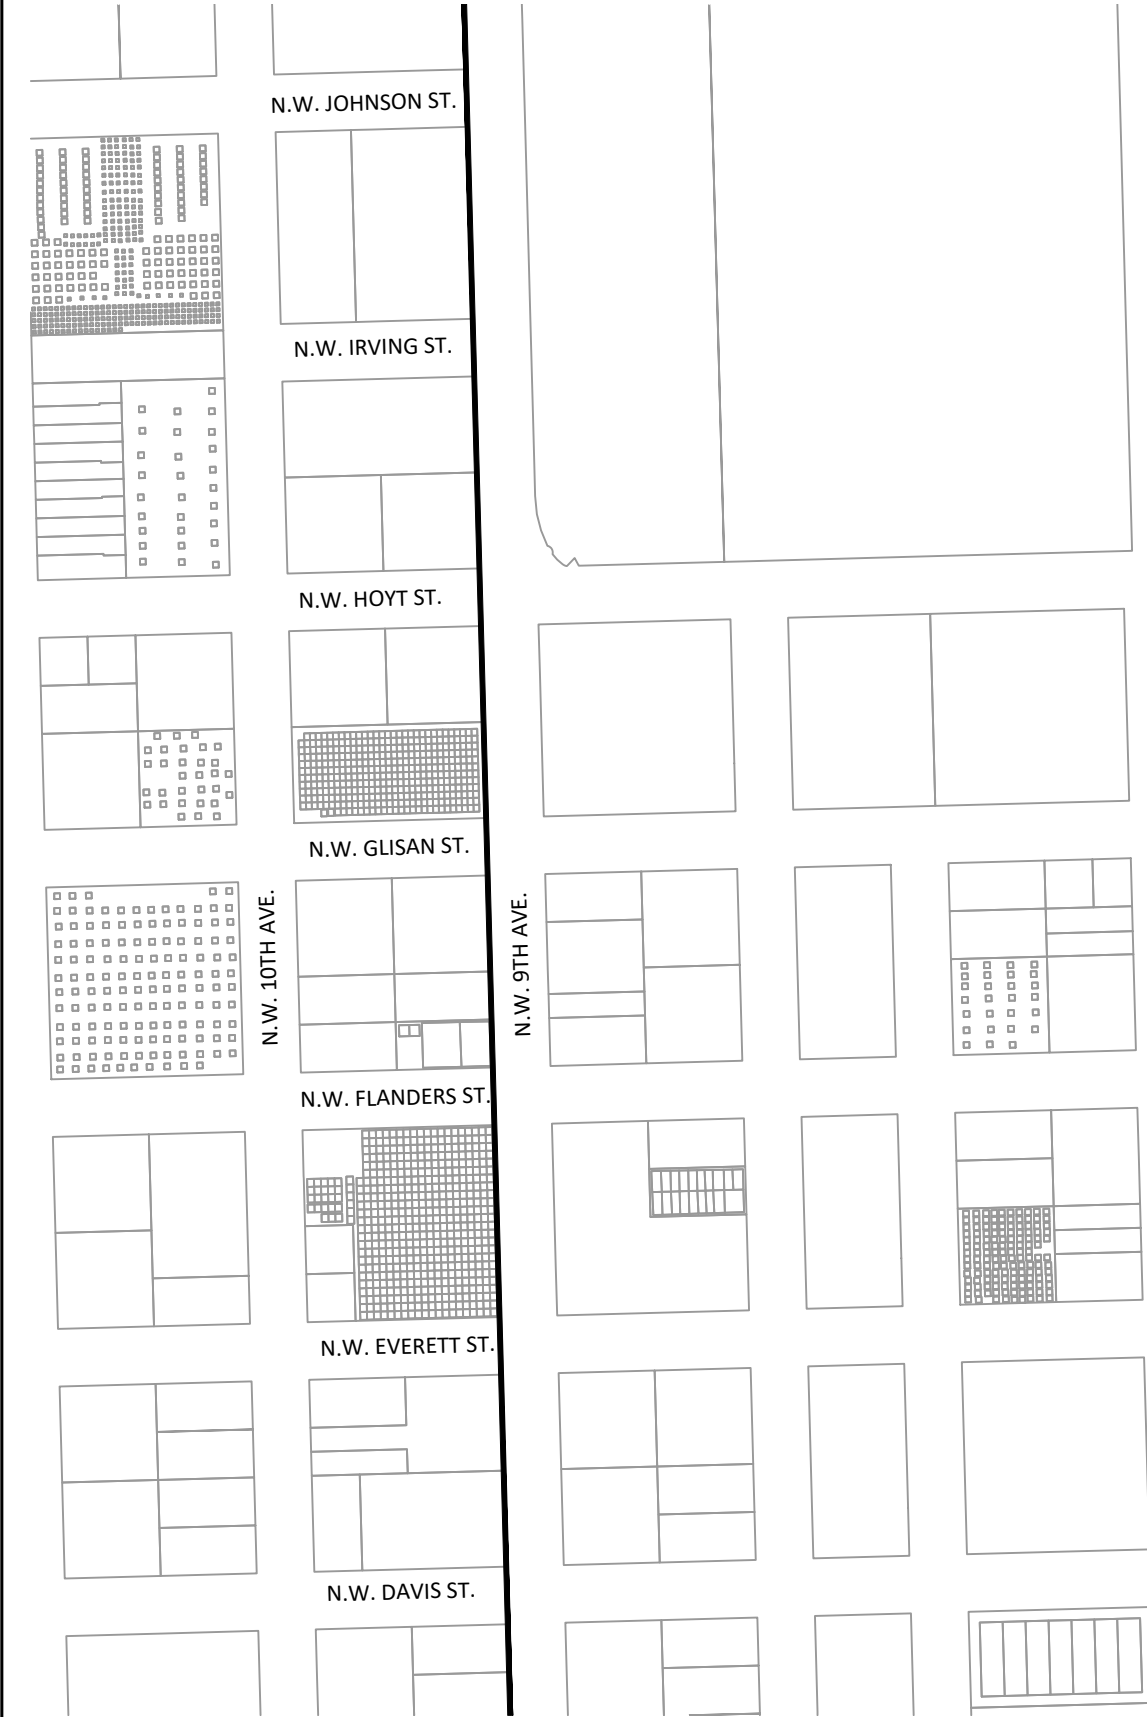 N.W. JOHNSON ST.
N.W. IRVING ST.
N.W. HOYT ST.
N.W. GLISAN ST.
N.W. 10TH AVE.
N.W. 9TH AVE.
N.W. FLANDERS ST.
N.W. EVERETT ST.
N.W. DAVIS ST.